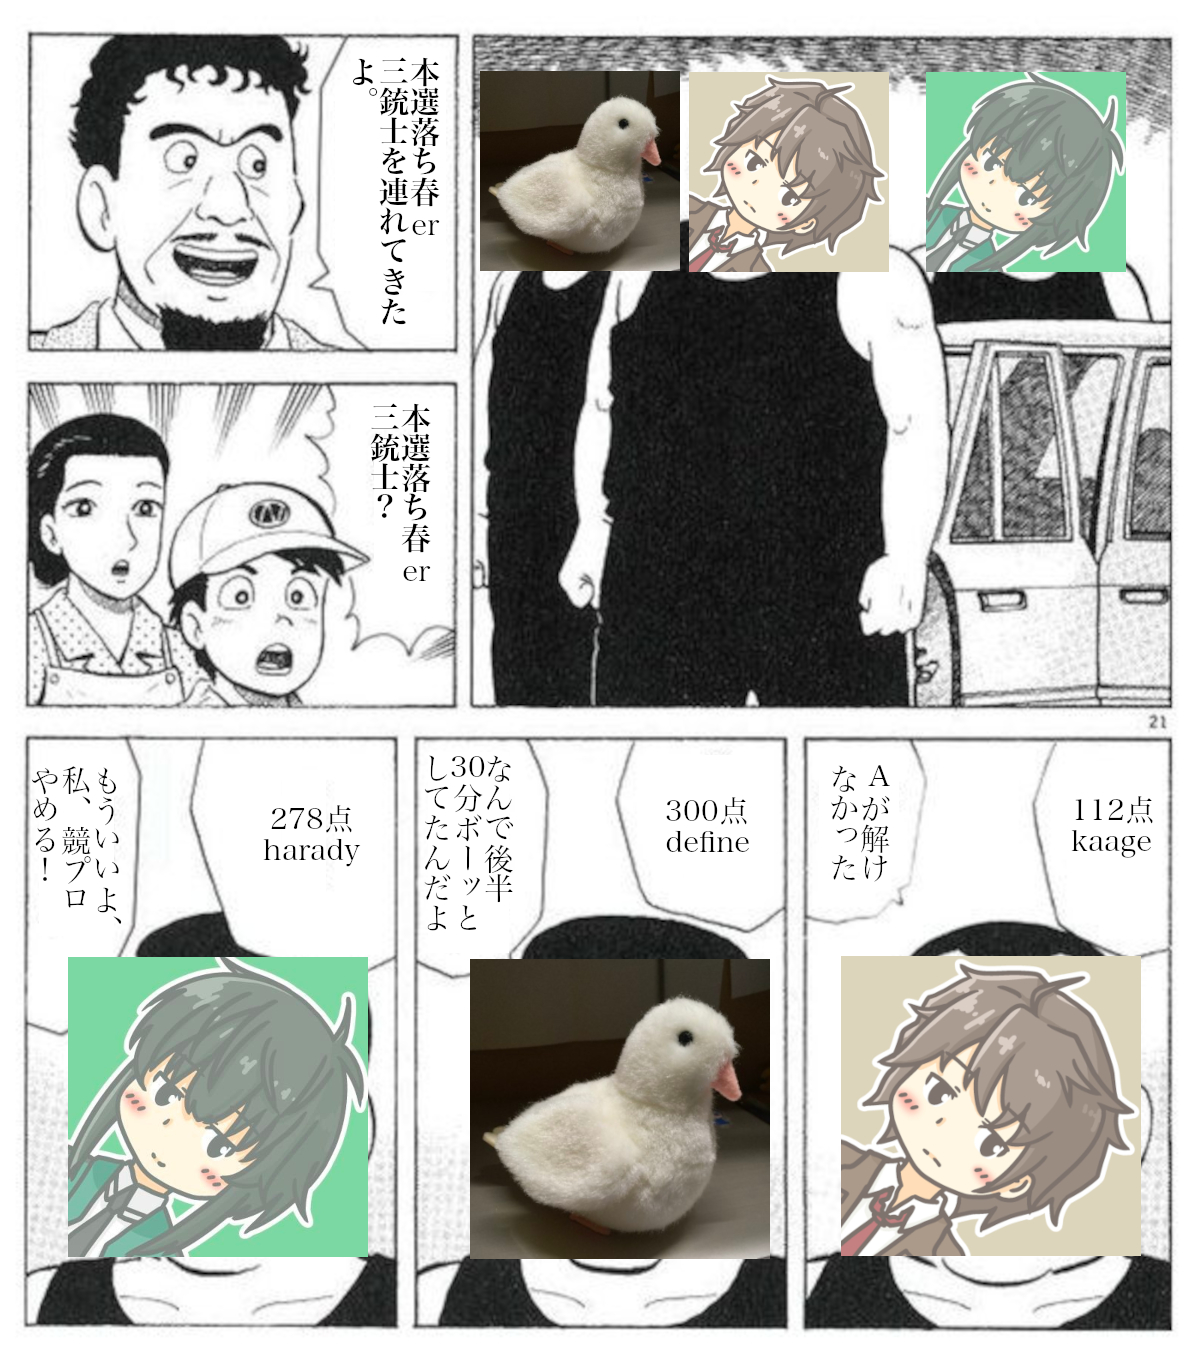 本選落ち春er
三銃士を連れてきた
よ。
本選落ち春er
三銃士？
21
112点
kaage
Aが解け
なかった
300点
define
なんで後半
30分ボーッと
してたんだよ
278点
harady
もういいよ、
私、競プロ
やめる！